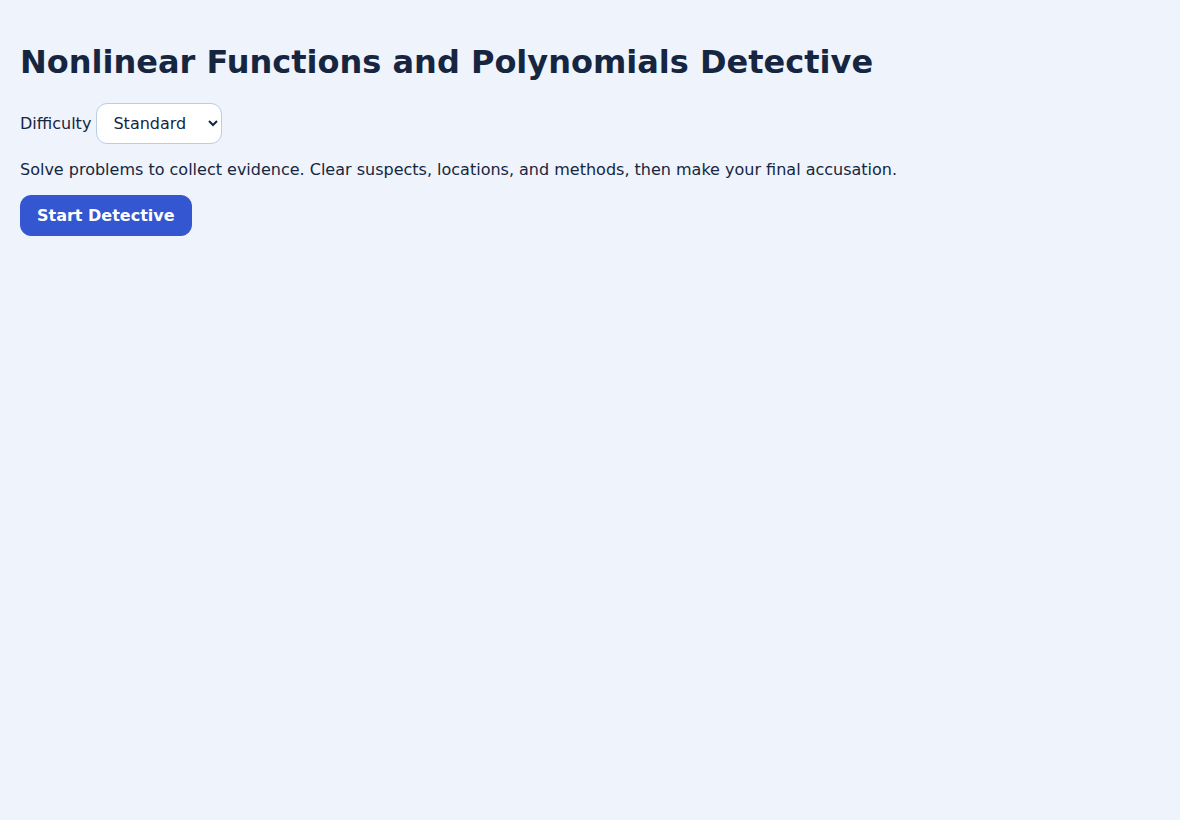 Nonlinear Functions and Polynomials Detective
Difficulty Standard
Solve problems to collect evidence. Clear suspects, locations, and methods, then make your final accusation.
Start Detective